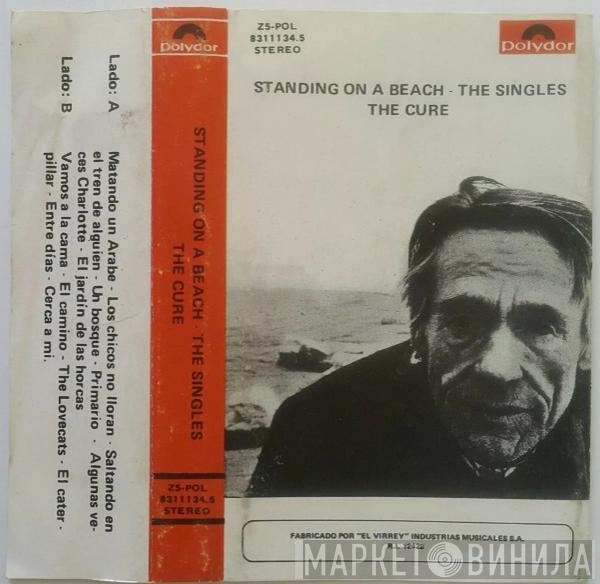 Lado: A
Matando un Arabe - Los chicos no lloran - Saltando en
el tren de alguien - Un bosque - Primario - Algunas ve-
ces Charlotte - El jardín de las horcas
Lado: B
Vamos a la cama - El camino - The Lovecats - El cater -
pillar - Entre días - Cerca a mi.
polydor
STANDING ON A BEACH - THE SINGLES
THE CURE
Z5-POL
8311134.5
STEREO
Z5-POL
8311134.5
STEREO
polydor
STANDING ON A BEACH - THE SINGLES
THE CURE
FABRICADO POR "EL VIRREY" INDUSTRIAS MUSICALES S.A.
МАРКЕТ ВИНИЛА